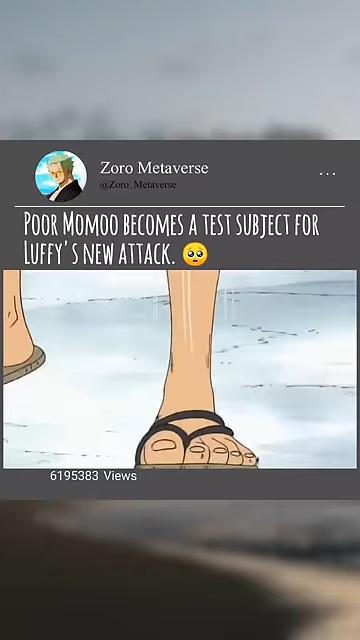 Zoro Metaverse
...
@Zoro_Metaverse
Poor Momoo becomes a test subject for
Luffy's new attack. 🥺
6195383 Views